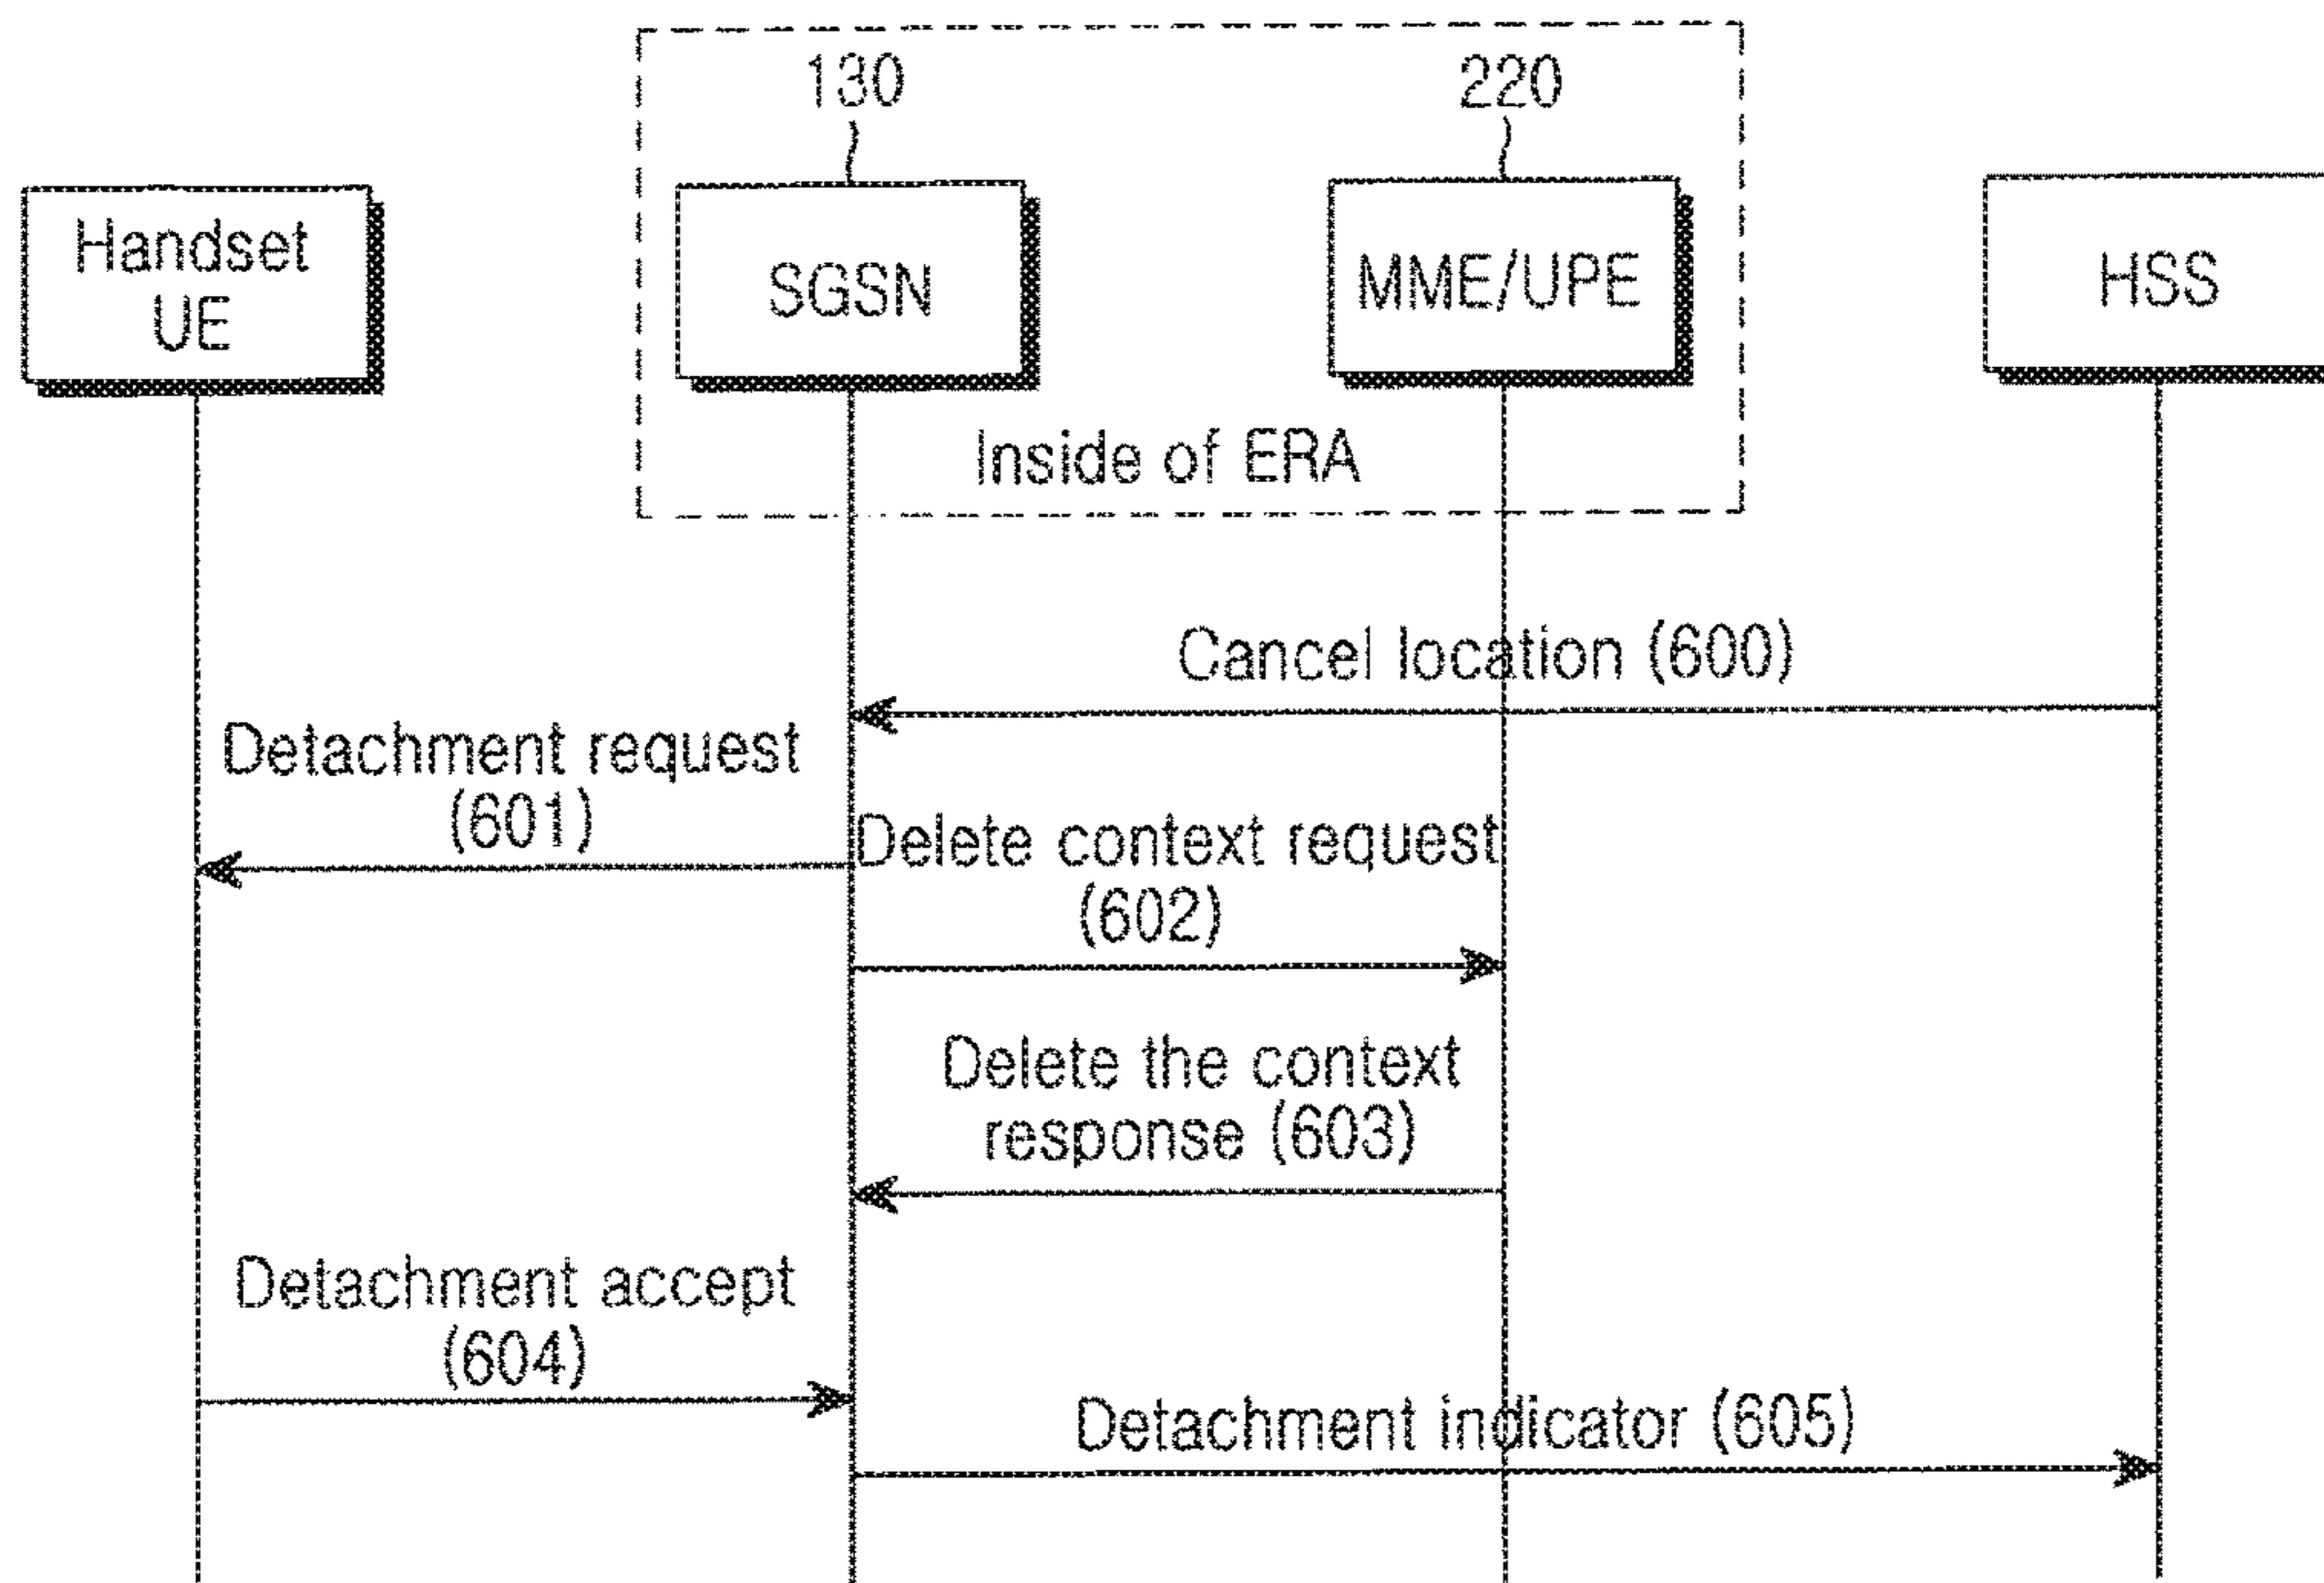 130
220
Handset
UE
SGSN
MME/UPE
HSS
Inside of ERA
Cancel location (600)
Detachment request
(601)
Delete context request
(602)
Delete the context
response (603)
Detachment accept
(604)
Detachment indicator (605)